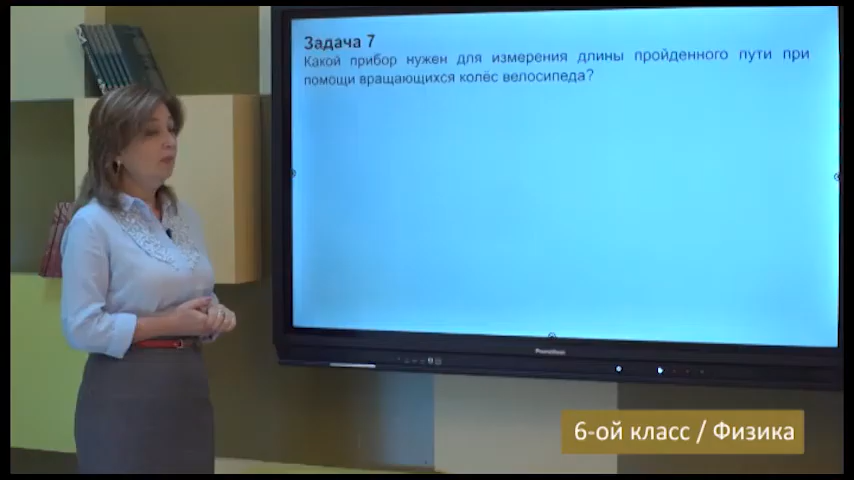 Задача 7
Какой прибор нужен для измерения длины пройденного пути при
помощи вращающихся колёс велосипеда?
6-ой класс / Физика